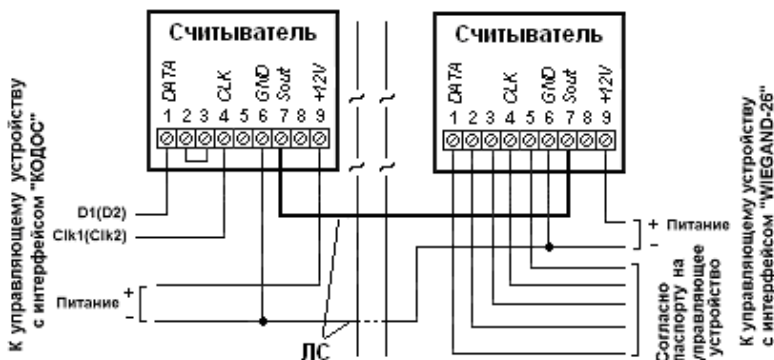 К управляющему устройству
с интерфейсом "КОДОС"
Считыватель
DATA CLK GND Sout +12V
1 2 3 4 5 6 7 8 9
D1(D2)
Clk1(Clk2)
Питание + −
ЛС
Считыватель
DATA CLK GND Sout +12V
1 2 3 4 5 6 7 8 9
+ Питание
−
Согласно
паспорту на
управляющее
устройство
К управляющему устройству
с интерфейсом "WIEGAND-26"